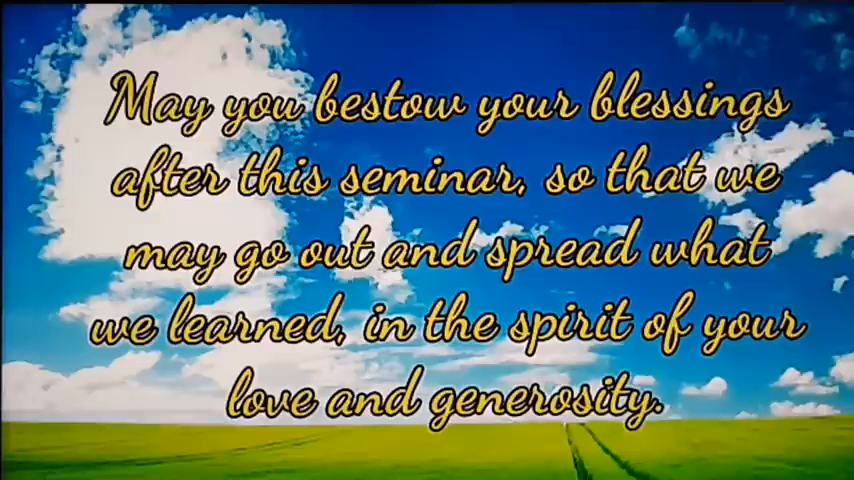 May you bestow your blessings
after this seminar, so that we
may go out and spread what
we learned, in the spirit of your
love and generosity.